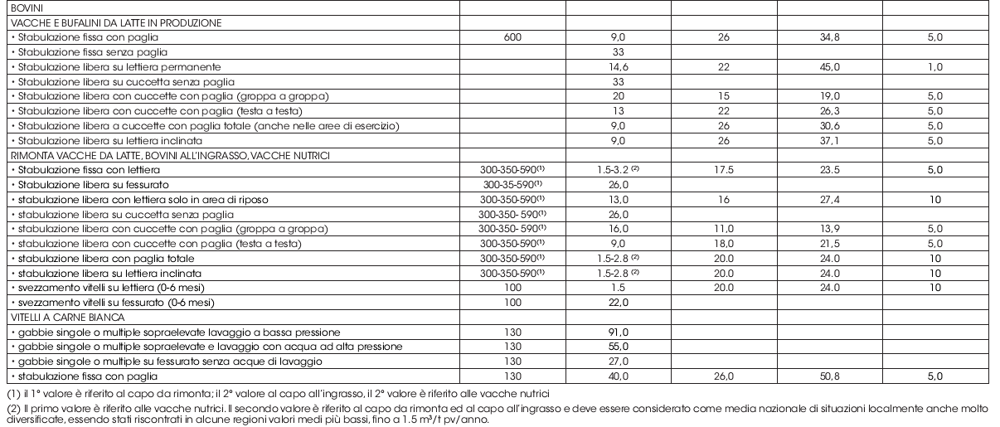 BOVINI
VACCHE E BUFALINI DA LATTE IN PRODUZIONE
• Stabulazione fissa con paglia 600 9,0 26 34,8 5,0
• Stabulazione fissa senza paglia 33
• Stabulazione libera su lettiera permanente 14,6 22 45,0 1,0
• Stabulazione libera su cuccetta senza paglia 33
• Stabulazione libera con cuccette con paglia (groppa a groppa) 20 15 19,0 5,0
• Stabulazione libera con cuccette con paglia (testa a testa) 13 22 26,3 5,0
• Stabulazione libera a cuccette con paglia totale (anche nelle aree di esercizio) 9,0 26 30,6 5,0
• Stabulazione libera su lettiera inclinata 9,0 26 37,1 5,0
RIMONTA VACCHE DA LATTE, BOVINI ALL'INGRASSO, VACCHE NUTRICI
• Stabulazione fissa con lettiera 300-350-590(1) 1.5-3.2 (2) 17.5 23.5 5,0
• Stabulazione libera su fessurato 300-35-590(1) 26,0
• stabulazione libera con lettiera solo in area di riposo 300-350-590(1) 13,0 16 27,4 10
• stabulazione libera su cuccetta senza paglia 300-350- 590(1) 26,0
• stabulazione libera con cuccette con paglia (groppa a groppa) 300-350- 590(1) 16,0 11,0 13,9 5,0
• stabulazione libera con cuccette con paglia (testa a testa) 300-350-590(1) 9,0 18,0 21,5 5,0
• stabulazione libera con paglia totale 300-350-590(1) 1.5-2.8 (2) 20.0 24.0 10
• stabulazione libera su lettiera inclinata 300-350-590(1) 1.5-2.8 (2) 20.0 24.0 10
• svezzamento vitelli su lettiera (0-6 mesi) 100 1.5 20.0 24.0 10
• svezzamento vitelli su fessurato (0-6 mesi) 100 22,0
VITELLI A CARNE BIANCA
• gabbie singole o multiple sopraelevate lavaggio a bassa pressione 130 91,0
• gabbie singole o multiple sopraelevate e lavaggio con acqua ad alta pressione 130 55,0
• gabbie singole o multiple su fessurato senza acque di lavaggio 130 27,0
• stabulazione fissa con paglia 130 40,0 26,0 50,8 5,0
(1) il 1° valore è riferito al capo da rimonta; il 2° valore al capo all'ingrasso, il 2° valore è riferito alle vacche nutrici
(2) Il primo valore è riferito alle vacche nutrici. Il secondo valore è riferito al capo da rimonta ed al capo all'ingrasso e deve essere considerato come media nazionale di situazioni localmente anche molto
diversificate, essendo stati riscontrati in alcune regioni valori medi più bassi, fino a 1.5 m³/t pv/anno.